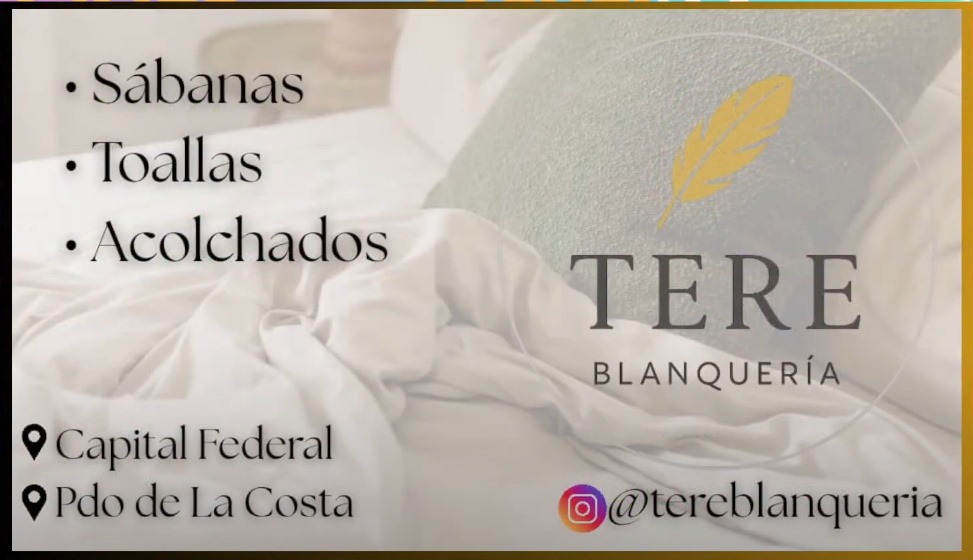 • Sábanas
• Toallas
• Acolchados
TERE
BLANQUERÍA
Capital Federal
Pdo de La Costa
@tereblanqueria